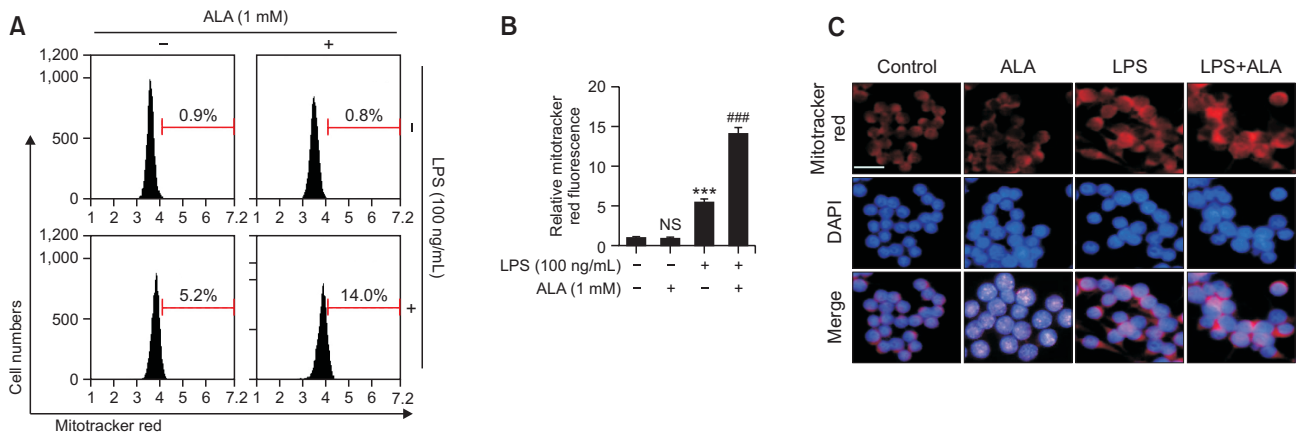 A
ALA (1 mM)
– +
1,200
1,000
500
0
0.9%
1 2 3 4 5 6 7.2
0.8%
1 2 3 4 5 6 7.2
–
1,200
1,000
500
0
5.2%
1 2 3 4 5 6 7.2
14.0%
1 2 3 4 5 6 7.2
+
LPS (100 ng/mL)
Cell numbers
Mitotracker red
B
Relative mitotracker
red fluorescence
20
15
10
5
0
NS
***
###
LPS (100 ng/mL) – – + +
ALA (1 mM) – + – +
C
Control ALA LPS LPS+ALA
Mitotracker
red
DAPI
Merge